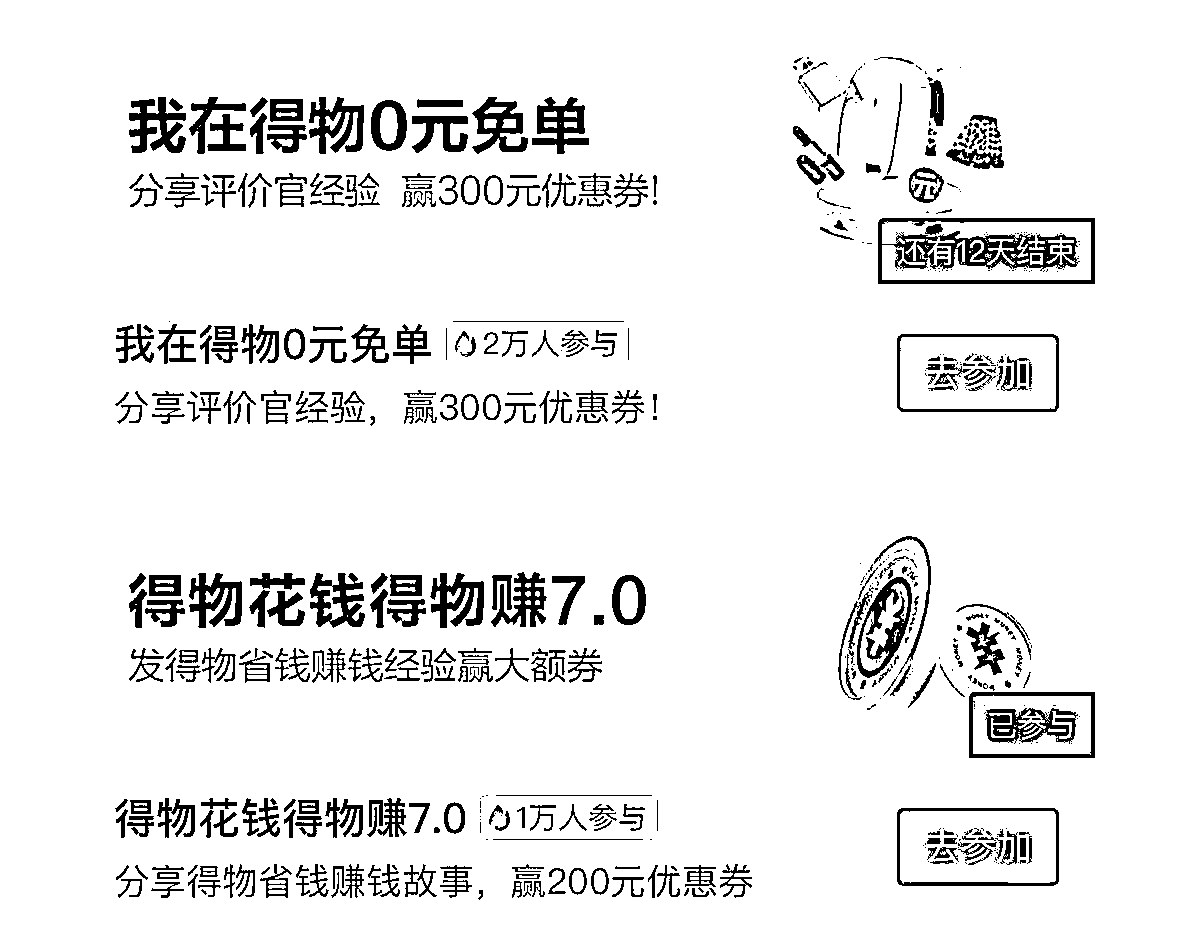 我在得物0元免单
分享评价官经验 赢300元优惠券!
元
还有12天结束
我在得物0元免单 2万人参与
分享评价官经验，赢300元优惠券！
去参加
得物花钱得物赚7.0
发得物省钱赚钱经验赢大额券
已参与
得物花钱得物赚7.0 1万人参与
分享得物省钱赚钱故事，赢200元优惠券
去参加